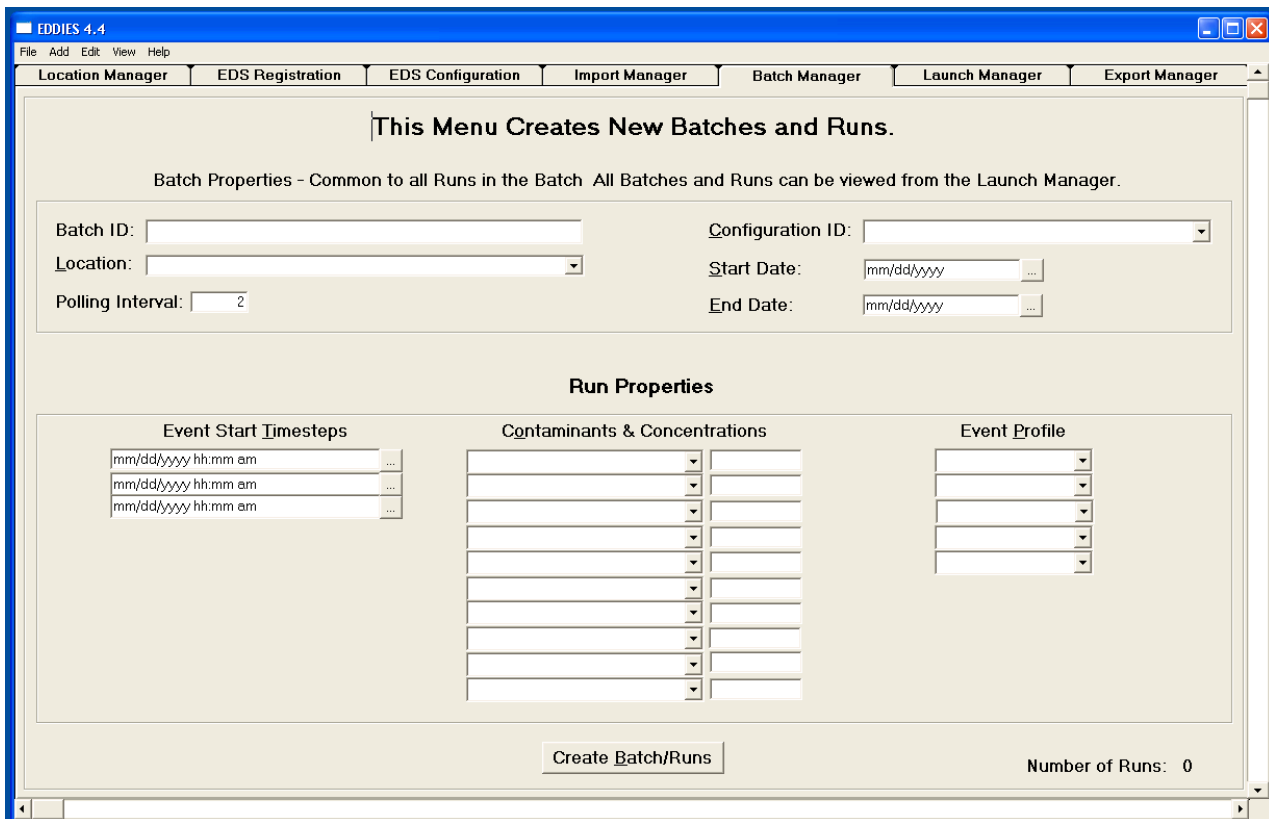 EDDIES 4.4
File Add Edit View Help
Location Manager EDS Registration EDS Configuration Import Manager Batch Manager Launch Manager Export Manager
This Menu Creates New Batches and Runs.
Batch Properties - Common to all Runs in the Batch All Batches and Runs can be viewed from the Launch Manager.
Batch ID: Configuration ID:
Location: Start Date: mm/dd/yyyy ...
Polling Interval: 2 End Date: mm/dd/yyyy ...
Run Properties
Event Start Timesteps Contaminants & Concentrations Event Profile
mm/dd/yyyy hh:mm am ...
mm/dd/yyyy hh:mm am ...
mm/dd/yyyy hh:mm am ...
Create Batch/Runs
Number of Runs: 0